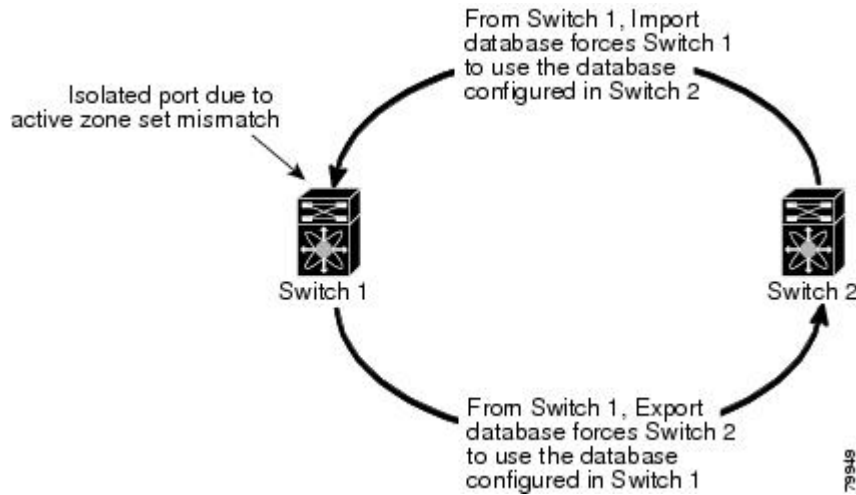 From Switch 1, Import
database forces Switch 1
to use the database
configured in Switch 2
Isolated port due to
active zone set mismatch
Switch 1
Switch 2
From Switch 1, Export
database forces Switch 2
to use the database
configured in Switch 1
79949